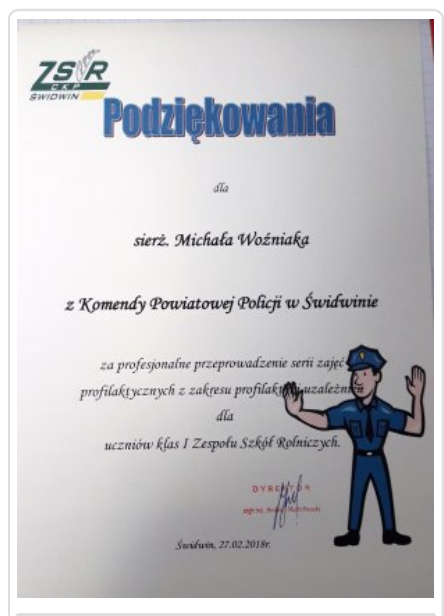 ZSR
CKP
ŚWIDWIN
Podziękowania
dla
sierż. Michała Woźniaka
z Komendy Powiatowej Policji w Świdwinie
za profesjonalne przeprowadzenie serii zajęć
profilaktycznych z zakresu profilaktyki uzależnień
dla
uczniów klas I Zespołu Szkół Rolniczych.
DYREKTOR
Świdwin, 27.02.2018r.